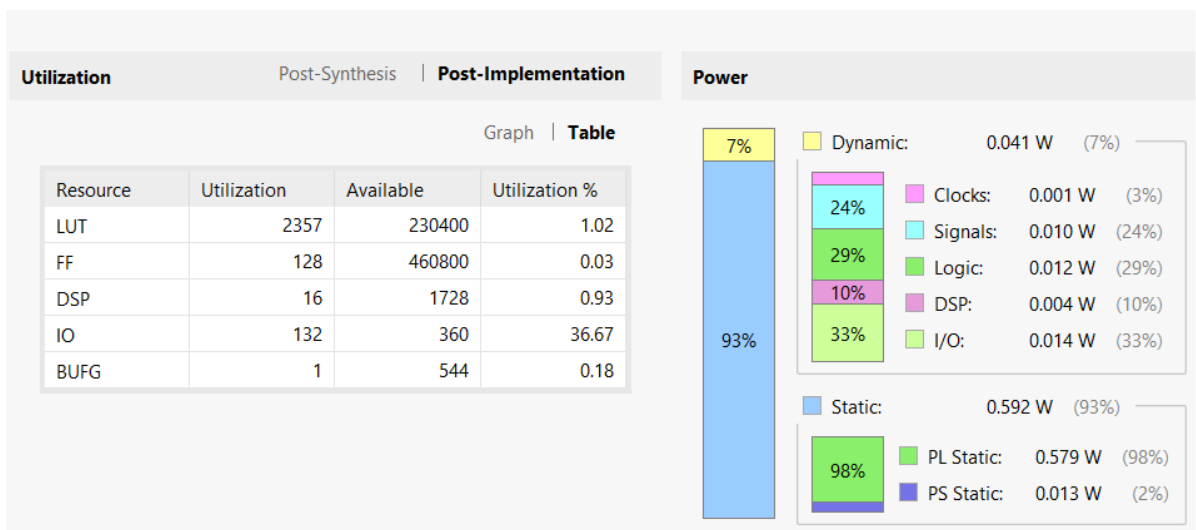 Utilization Post-Synthesis | Post-Implementation
Graph | Table
Resource Utilization Available Utilization %
LUT 2357 230400 1.02
FF 128 460800 0.03
DSP 16 1728 0.93
IO 132 360 36.67
BUFG 1 544 0.18
Power
7%
93%
Dynamic: 0.041 W (7%)
24%
29%
10%
33%
Clocks: 0.001 W (3%)
Signals: 0.010 W (24%)
Logic: 0.012 W (29%)
DSP: 0.004 W (10%)
I/O: 0.014 W (33%)
Static: 0.592 W (93%)
98%
PL Static: 0.579 W (98%)
PS Static: 0.013 W (2%)